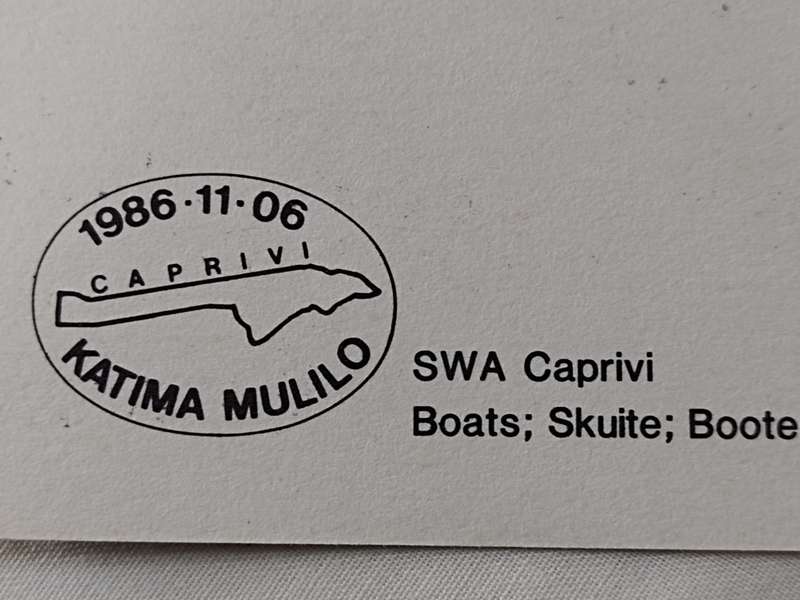 1986·11·06
CAPRIVI
KATIMA MULILO
SWA Caprivi
Boats; Skuite; Boote